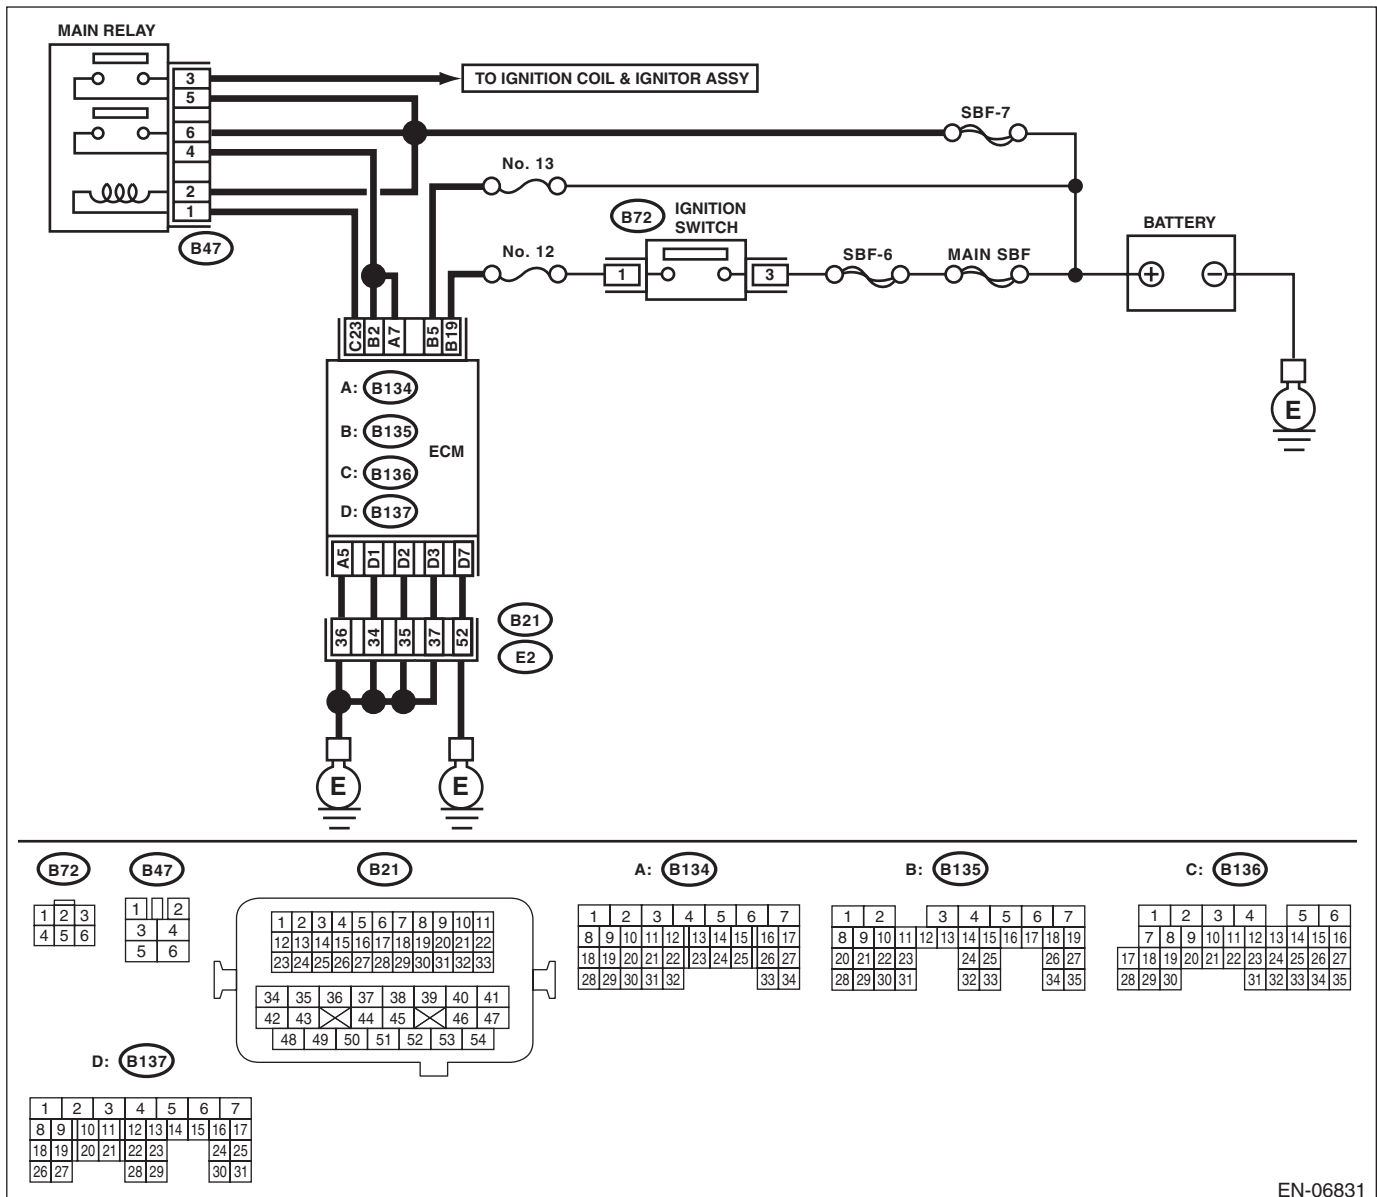 MAIN RELAY
3
TO IGNITION COIL & IGNITOR ASSY
5
6
SBF-7
4
No. 13
2
1
B47
B72
IGNITION
SWITCH
BATTERY
No. 12
1
3
SBF-6
MAIN SBF
+
−
C23
B2
A7
B5
B19
E
A: B134
B: B135
ECM
C: B136
D: B137
A5
D1
D2
D3
D7
B21
36
34
35
37
52
E2
E
E
B72
1 2 3
4 5 6
B47
1 2
3 4
5 6
B21
1 2 3 4 5 6 7 8 9 10 11
12 13 14 15 16 17 18 19 20 21 22
23 24 25 26 27 28 29 30 31 32 33
34 35 36 37 38 39 40 41
42 43 44 45 46 47
48 49 50 51 52 53 54
A: B134
1 2 3 4 5 6 7
8 9 10 11 12 13 14 15 16 17
18 19 20 21 22 23 24 25 26 27
28 29 30 31 32 33 34
B: B135
1 2 3 4 5 6 7
8 9 10 11 12 13 14 15 16 17 18 19
20 21 22 23 24 25 26 27
28 29 30 31 32 33 34 35
C: B136
1 2 3 4 5 6
7 8 9 10 11 12 13 14 15 16
17 18 19 20 21 22 23 24 25 26 27
28 29 30 31 32 33 34 35
D: B137
1 2 3 4 5 6 7
8 9 10 11 12 13 14 15 16 17
18 19 20 21 22 23 24 25
26 27 28 29 30 31
EN-06831